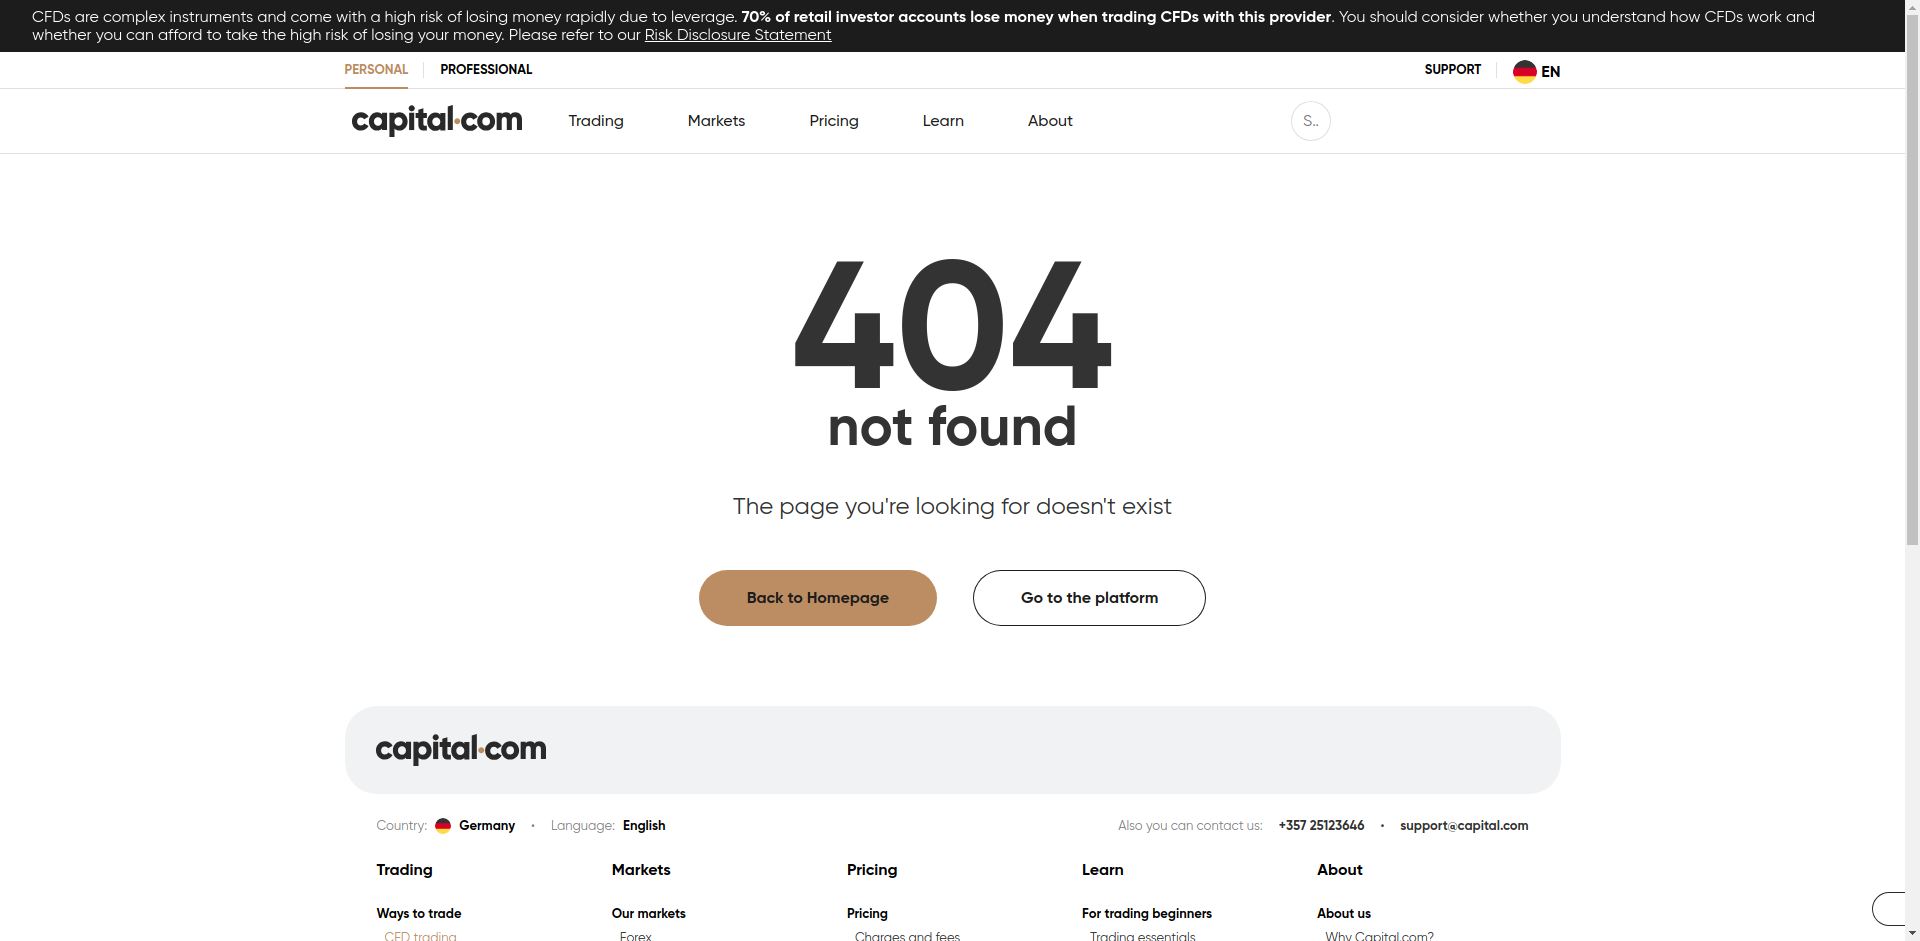 CFDs are complex instruments and come with a high risk of losing money rapidly due to leverage. 70% of retail investor accounts lose money when trading CFDs with this provider. You should consider whether you understand how CFDs work and
whether you can afford to take the high risk of losing your money. Please refer to our Risk Disclosure Statement
PERSONAL PROFESSIONAL SUPPORT EN
capital.com Trading Markets Pricing Learn About S..
404
not found
The page you're looking for doesn't exist
Back to Homepage Go to the platform
capital.com
Country: Germany • Language: English Also you can contact us: +357 25123646 • support@capital.com
Trading Markets Pricing Learn About
Ways to trade Our markets Pricing For trading beginners About us
CFD trading Forex Charges and fees Trading essentials Why Capital.com?